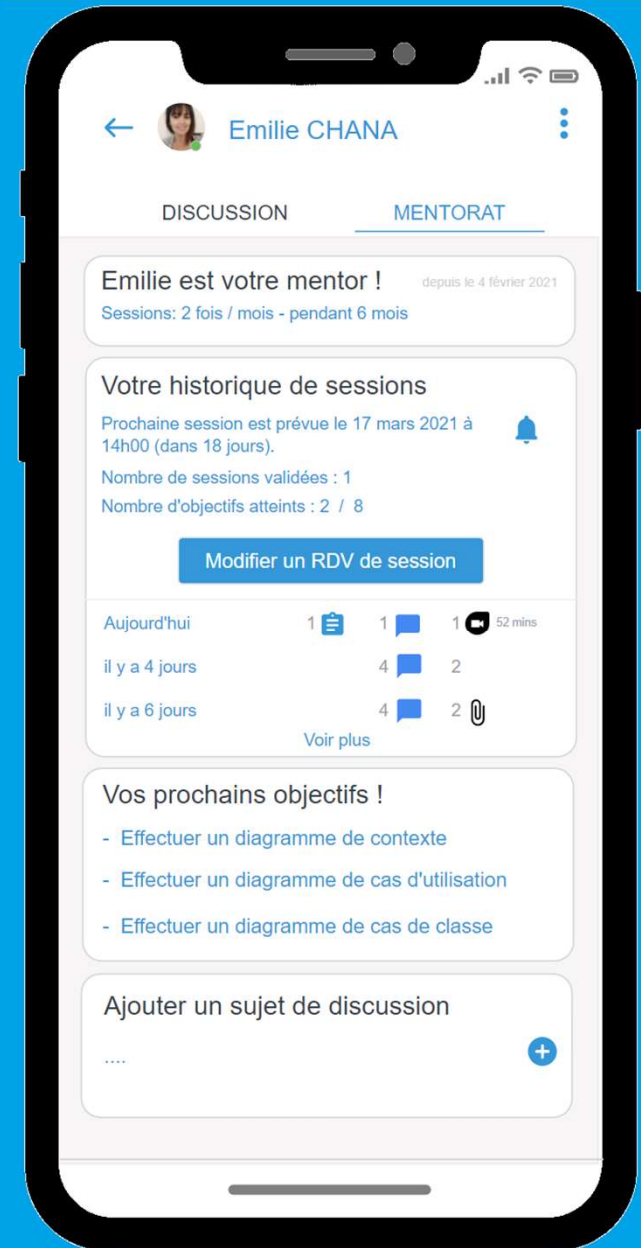 Emilie CHANA
DISCUSSION MENTORAT
Emilie est votre mentor ! depuis le 4 février 2021
Sessions: 2 fois / mois - pendant 6 mois
Votre historique de sessions
Prochaine session est prévue le 17 mars 2021 à
14h00 (dans 18 jours).
Nombre de sessions validées : 1
Nombre d'objectifs atteints : 2 / 8
Modifier un RDV de session
Aujourd'hui 1 1 1 52 mins
il y a 4 jours 4 2
il y a 6 jours 4 2
Voir plus
Vos prochains objectifs !
- Effectuer un diagramme de contexte
- Effectuer un diagramme de cas d'utilisation
- Effectuer un diagramme de cas de classe
Ajouter un sujet de discussion
....